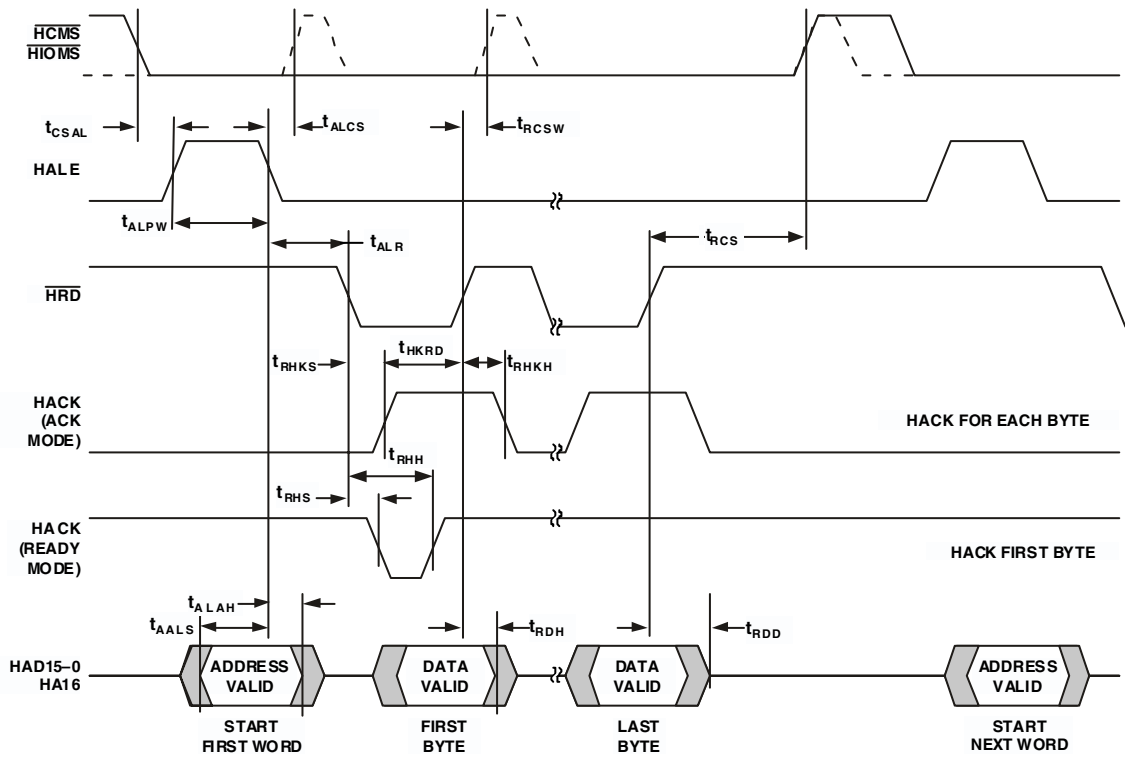 HCMS
HIOMS
tCSAL
tALCS
tRCSW
HALE
tALPW
tALR
tRCS
HRD
tRHKS
tHKRD
tRHKH
HACK
(ACK
MODE)
HACK FOR EACH BYTE
tRHH
tRHS
HACK
(READY
MODE)
HACK FIRST BYTE
tALAH
tAALS
tRDH
tRDD
HAD15–0
HA16
ADDRESS
VALID
DATA
VALID
DATA
VALID
ADDRESS
VALID
START
FIRST WORD
FIRST
BYTE
LAST
BYTE
START
NEXT WORD